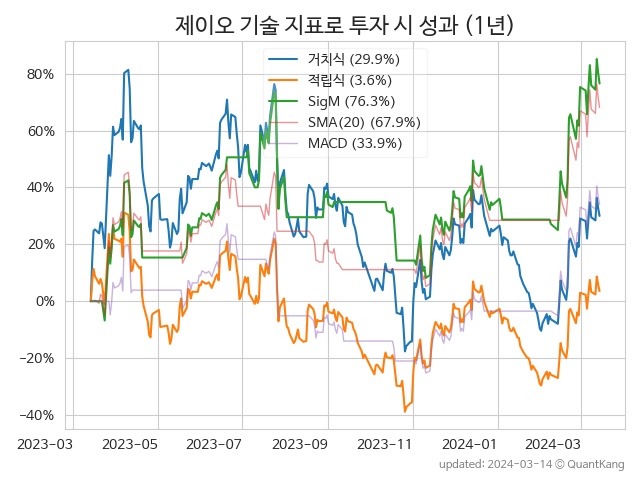 제이오 기술 지표로 투자 시 성과 (1년)
거치식 (29.9%)
적립식 (3.6%)
SigM (76.3%)
SMA(20) (67.9%)
MACD (33.9%)
80%
60%
40%
20%
0%
−20%
−40%
2023-03 2023-05 2023-07 2023-09 2023-11 2024-01 2024-03
updated: 2024-03-14 © QuantKang